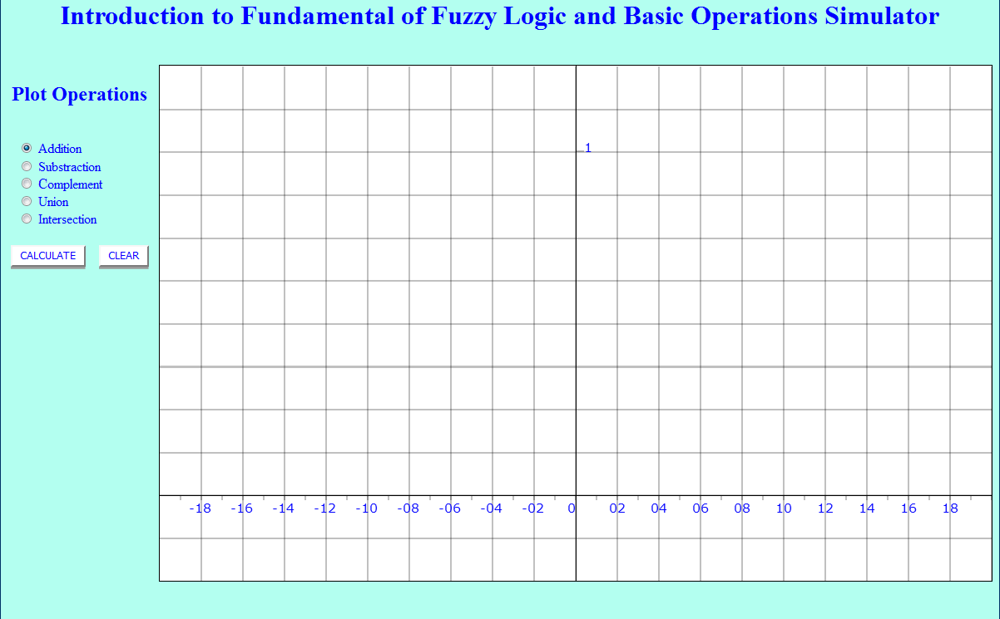 Introduction to Fundamental of Fuzzy Logic and Basic Operations Simulator
Plot Operations
Addition
Substraction
Complement
Union
Intersection
CALCULATE CLEAR
1
-18 -16 -14 -12 -10 -08 -06 -04 -02 0 02 04 06 08 10 12 14 16 18